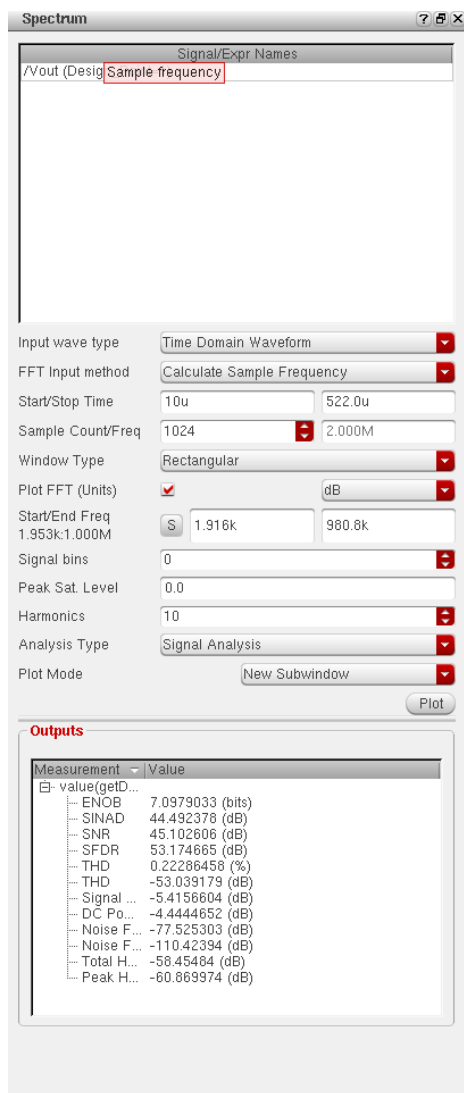 Spectrum
Signal/Expr Names
/Vout (Desig Sample frequency
Input wave type Time Domain Waveform
FFT Input method Calculate Sample Frequency
Start/Stop Time 10u 522.0u
Sample Count/Freq 1024 2.000M
Window Type Rectangular
Plot FFT (Units) dB
Start/End Freq
1.953k:1.000M S 1.916k 980.8k
Signal bins 0
Peak Sat. Level 0.0
Harmonics 10
Analysis Type Signal Analysis
Plot Mode New Subwindow
Plot
Outputs
Measurement Value
value(getD...
ENOB 7.0979033 (bits)
SINAD 44.492378 (dB)
SNR 45.102606 (dB)
SFDR 53.174665 (dB)
THD 0.22286458 (%)
THD -53.039179 (dB)
Signal ... -5.4156604 (dB)
DC Po... -4.4444652 (dB)
Noise F... -77.525303 (dB)
Noise F... -110.42394 (dB)
Total H... -58.45484 (dB)
Peak H... -60.869974 (dB)